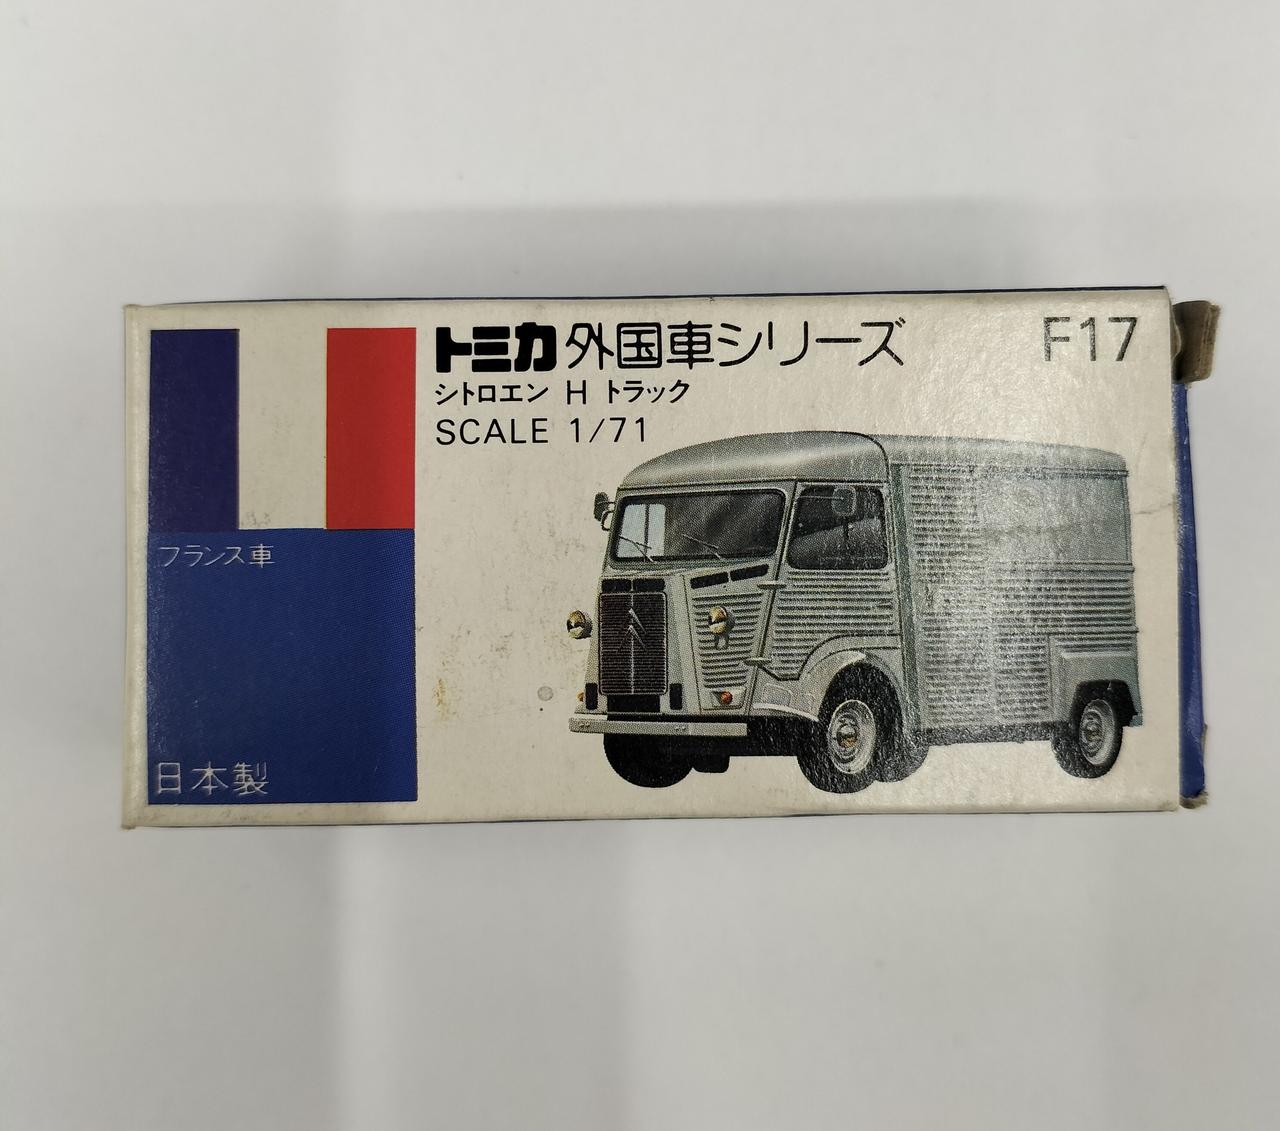 トミカ外国車シリーズ F17
シトロエン H トラック
SCALE 1/71
フランス車
日本製